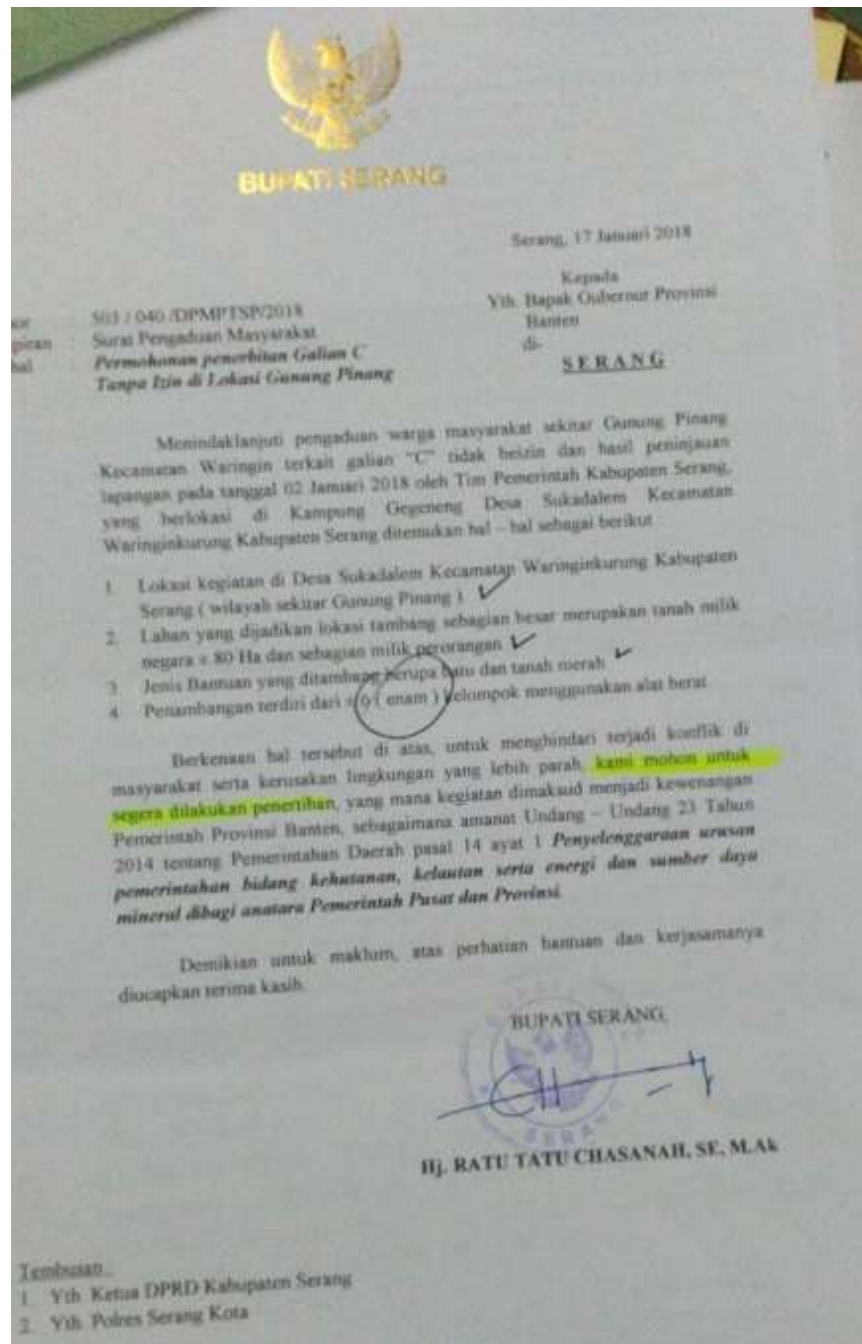 BUPATI SERANG
Serang, 17 Januari 2018
Kepada
Yth. Bapak Gubernur Provinsi
Banten
di-
SERANG
503 / 040 /DPMPTSP/2018
: Surat Pengaduan Masyarakat
: Permohonan penerbitan Galian C
Tanpa Izin di Lokasi Gunung Pinang
Menindaklanjuti pengaduan warga masyarakat sekitar Gunung Pinang
Kecamatan Waringin terkait galian "C" tidak beizin dan hasil peninjauan
lapangan pada tanggal 02 Januari 2018 oleh Tim Pemerintah Kabupaten Serang,
yang berlokasi di Kampung Gegeneng Desa Sukadalem Kecamatan
Waringinkurung Kabupaten Serang ditemukan hal – hal sebagai berikut
1. Lokasi kegiatan di Desa Sukadalem Kecamatan Waringinkurung Kabupaten
Serang ( wilayah sekitar Gunung Pinang )
2. Lahan yang dijadikan lokasi tambang sebagian besar merupakan tanah milik
negara ± 80 Ha dan sebagian milik perorangan
3. Jenis Bantuan yang ditambang berupa batu dan tanah merah
4. Penambangan terdiri dari ± 6 ( enam ) kelompok menggunakan alat berat
Berkenaan hal tersebut di atas, untuk menghindari terjadi konflik di
masyarakat serta kerusakan lingkungan yang lebih parah, kami mohon untuk
segera dilakukan penertiban, yang mana kegiatan dimaksud menjadi kewenangan
Pemerintah Provinsi Banten, sebagaimana amanat Undang – Undang 23 Tahun
2014 tentang Pemerintahan Daerah pasal 14 ayat 1 Penyelenggaraan urusan
pemerintahan bidang kehutanan, kelautan serta energi dan sumber daya
mineral dibagi anatara Pemerintah Pusat dan Provinsi.
Demikian untuk maklum, atas perhatian bantuan dan kerjasamanya
diucapkan terima kasih.
BUPATI SERANG,
SERANG
Hj. RATU TATU CHASANAH, SE, M.Ak
Tembusan :
1 Yth. Ketua DPRD Kabupaten Serang
2 Yth. Polres Serang Kota